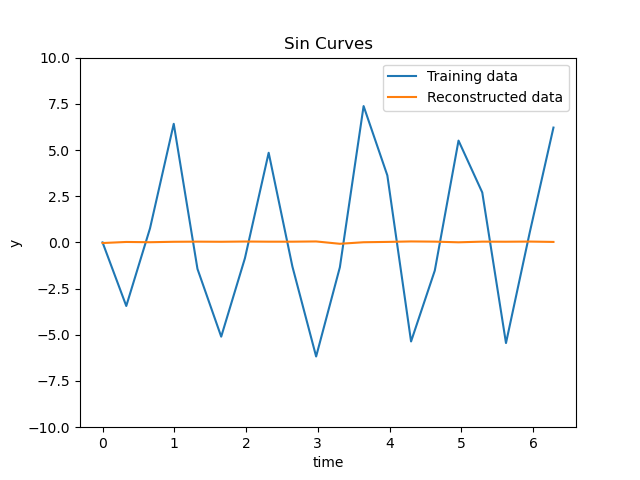 Sin Curves
10.0
7.5
5.0
2.5
0.0
−2.5
−5.0
−7.5
−10.0
y
Training data
Reconstructed data
0 1 2 3 4 5 6
time